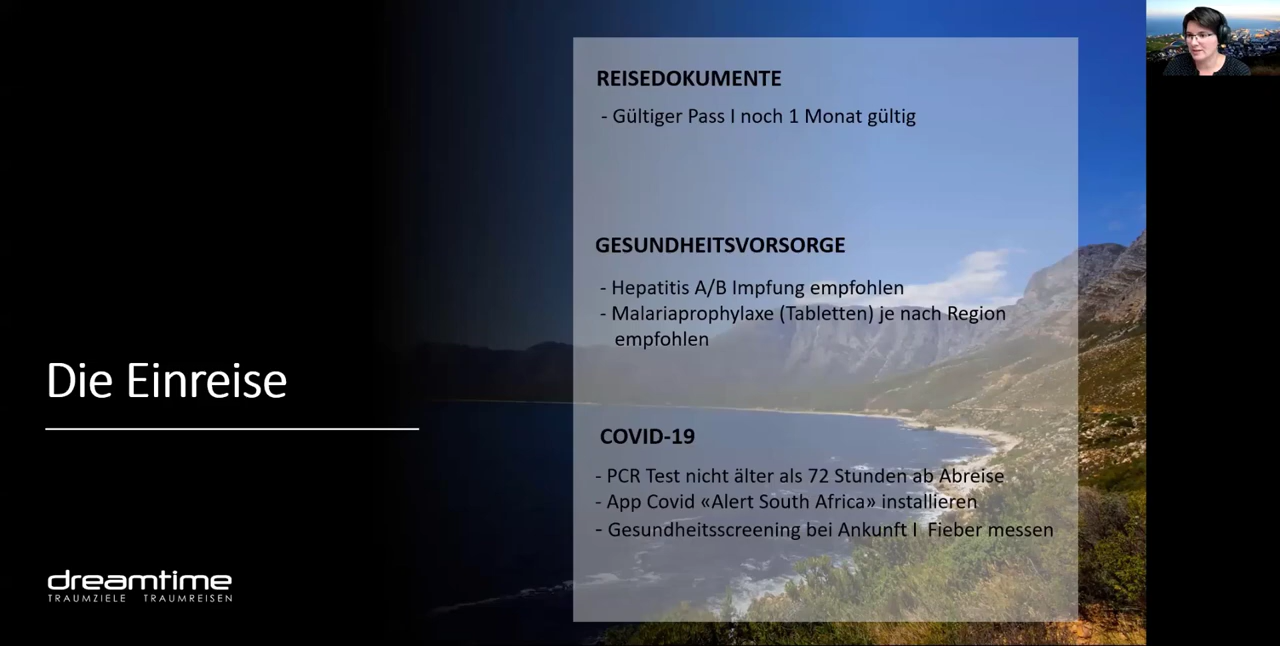 Die Einreise
dreamtime
TRAUMZIELE TRAUMREISEN
REISEDOKUMENTE
- Gültiger Pass I noch 1 Monat gültig
GESUNDHEITSVORSORGE
- Hepatitis A/B Impfung empfohlen
- Malariaprophylaxe (Tabletten) je nach Region
empfohlen
COVID-19
- PCR Test nicht älter als 72 Stunden ab Abreise
- App Covid «Alert South Africa» installieren
- Gesundheitsscreening bei Ankunft I Fieber messen